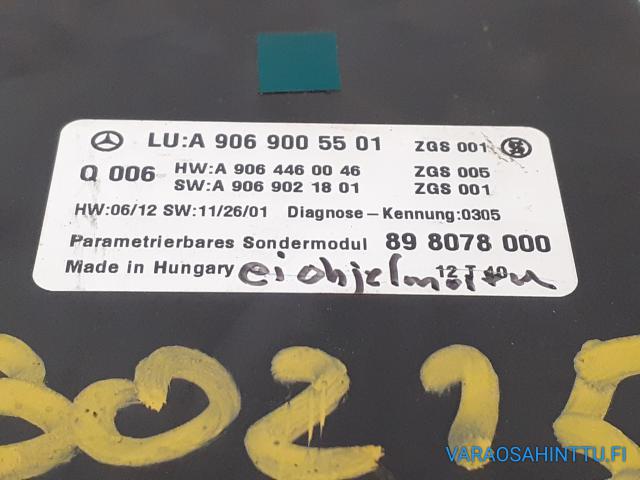 LU:A 906 900 55 01 ZGS 001
Q 006 HW:A 906 446 00 46 ZGS 005
SW:A 906 902 18 01 ZGS 001
HW:06/12 SW:11/26/01 Diagnose – Kennung:0305
Parametrierbares Sondermodul 89 8078 000
Made in Hungary ei ohjelmoitu 12 T 40
30215
VARAOSAHINTTU.FI